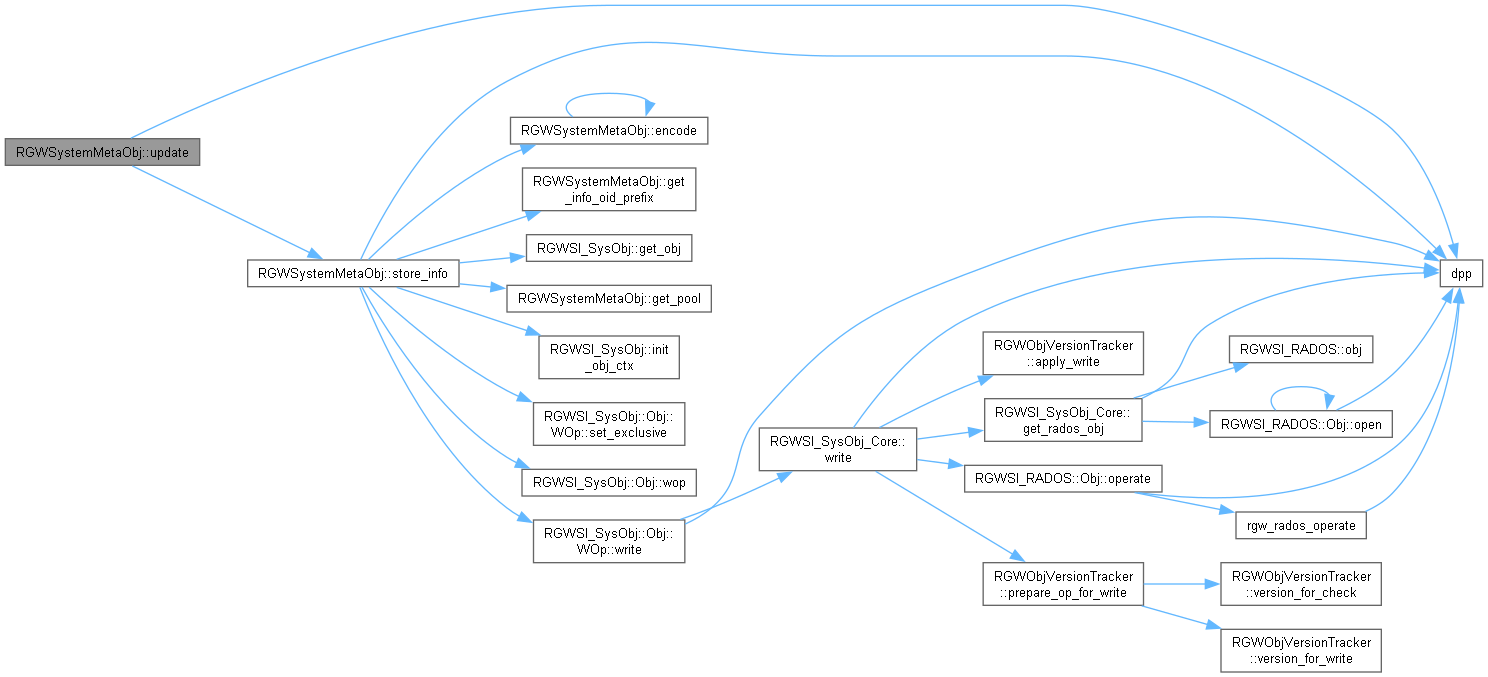 RGWSystemMetaObj::update
RGWSystemMetaObj::store_info
RGWSystemMetaObj::encode
RGWSystemMetaObj::get
_info_oid_prefix
RGWSI_SysObj::get_obj
RGWSystemMetaObj::get_pool
RGWSI_SysObj::init
_obj_ctx
RGWSI_SysObj::Obj::
WOp::set_exclusive
RGWSI_SysObj::Obj::wop
RGWSI_SysObj::Obj::
WOp::write
RGWSI_SysObj_Core::
write
RGWObjVersionTracker
::apply_write
RGWSI_SysObj_Core::
get_rados_obj
RGWSI_RADOS::Obj::operate
RGWObjVersionTracker
::prepare_op_for_write
RGWSI_RADOS::obj
RGWSI_RADOS::Obj::open
rgw_rados_operate
RGWObjVersionTracker
::version_for_check
RGWObjVersionTracker
::version_for_write
dpp